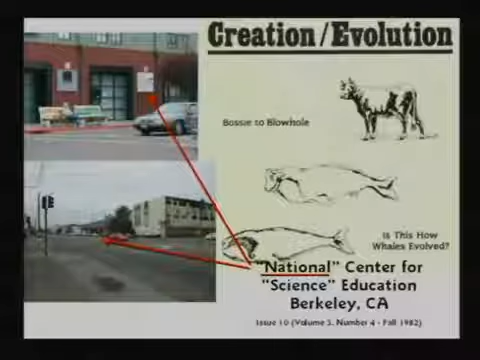 Creation/Evolution
Bossie to Blowhole
Is This How
Whales Evolved?
"National" Center for
"Science" Education
Berkeley, CA
Issue 10 (Volume 3, Number 4 - Fall 1982)